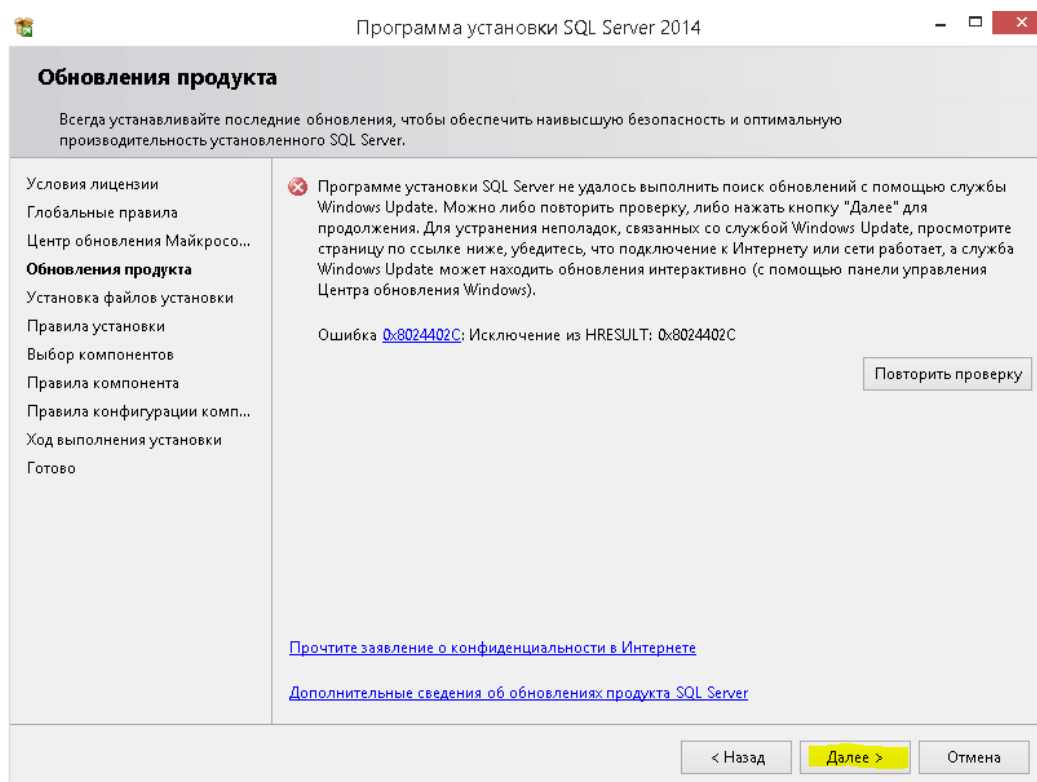 Программа установки SQL Server 2014
Обновления продукта
Всегда устанавливайте последние обновления, чтобы обеспечить наивысшую безопасность и оптимальную
производительность установленного SQL Server.
Условия лицензии
Глобальные правила
Центр обновления Майкросо...
Обновления продукта
Установка файлов установки
Правила установки
Выбор компонентов
Правила компонента
Правила конфигурации комп...
Ход выполнения установки
Готово
Программе установки SQL Server не удалось выполнить поиск обновлений с помощью службы
Windows Update. Можно либо повторить проверку, либо нажать кнопку "Далее" для
продолжения. Для устранения неполадок, связанных со службой Windows Update, просмотрите
страницу по ссылке ниже, убедитесь, что подключение к Интернету или сети работает, а служба
Windows Update может находить обновления интерактивно (с помощью панели управления
Центра обновления Windows).
Ошибка 0x8024402C: Исключение из HRESULT: 0x8024402C
Повторить проверку
Прочтите заявление о конфиденциальности в Интернете
Дополнительные сведения об обновлениях продукта SQL Server
< Назад
Далее >
Отмена